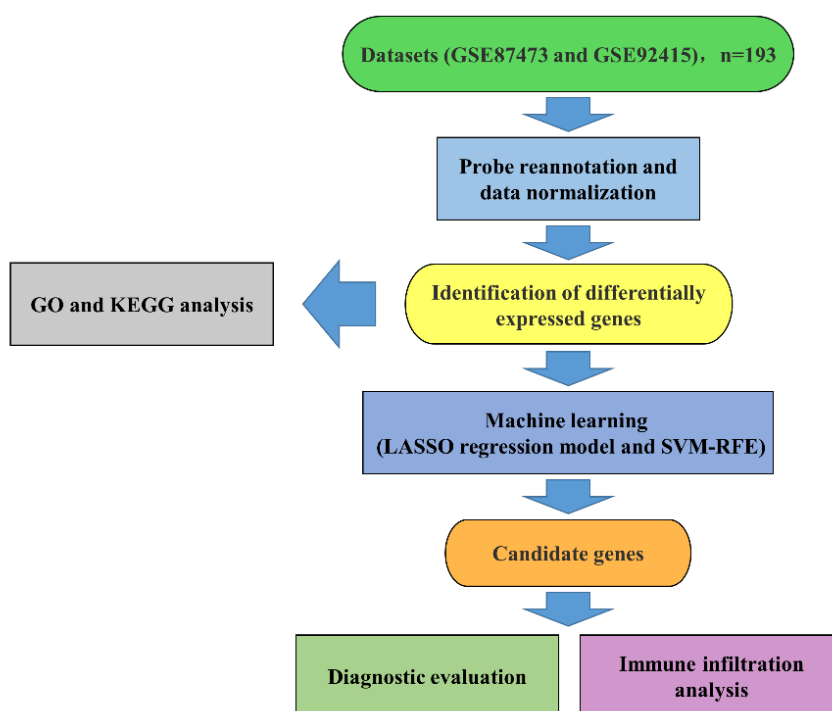 Datasets (GSE87473 and GSE92415)，n=193
Probe reannotation and
data normalization
GO and KEGG analysis
Identification of differentially
expressed genes
Machine learning
(LASSO regression model and SVM-RFE)
Candidate genes
Diagnostic evaluation
Immune infiltration
analysis